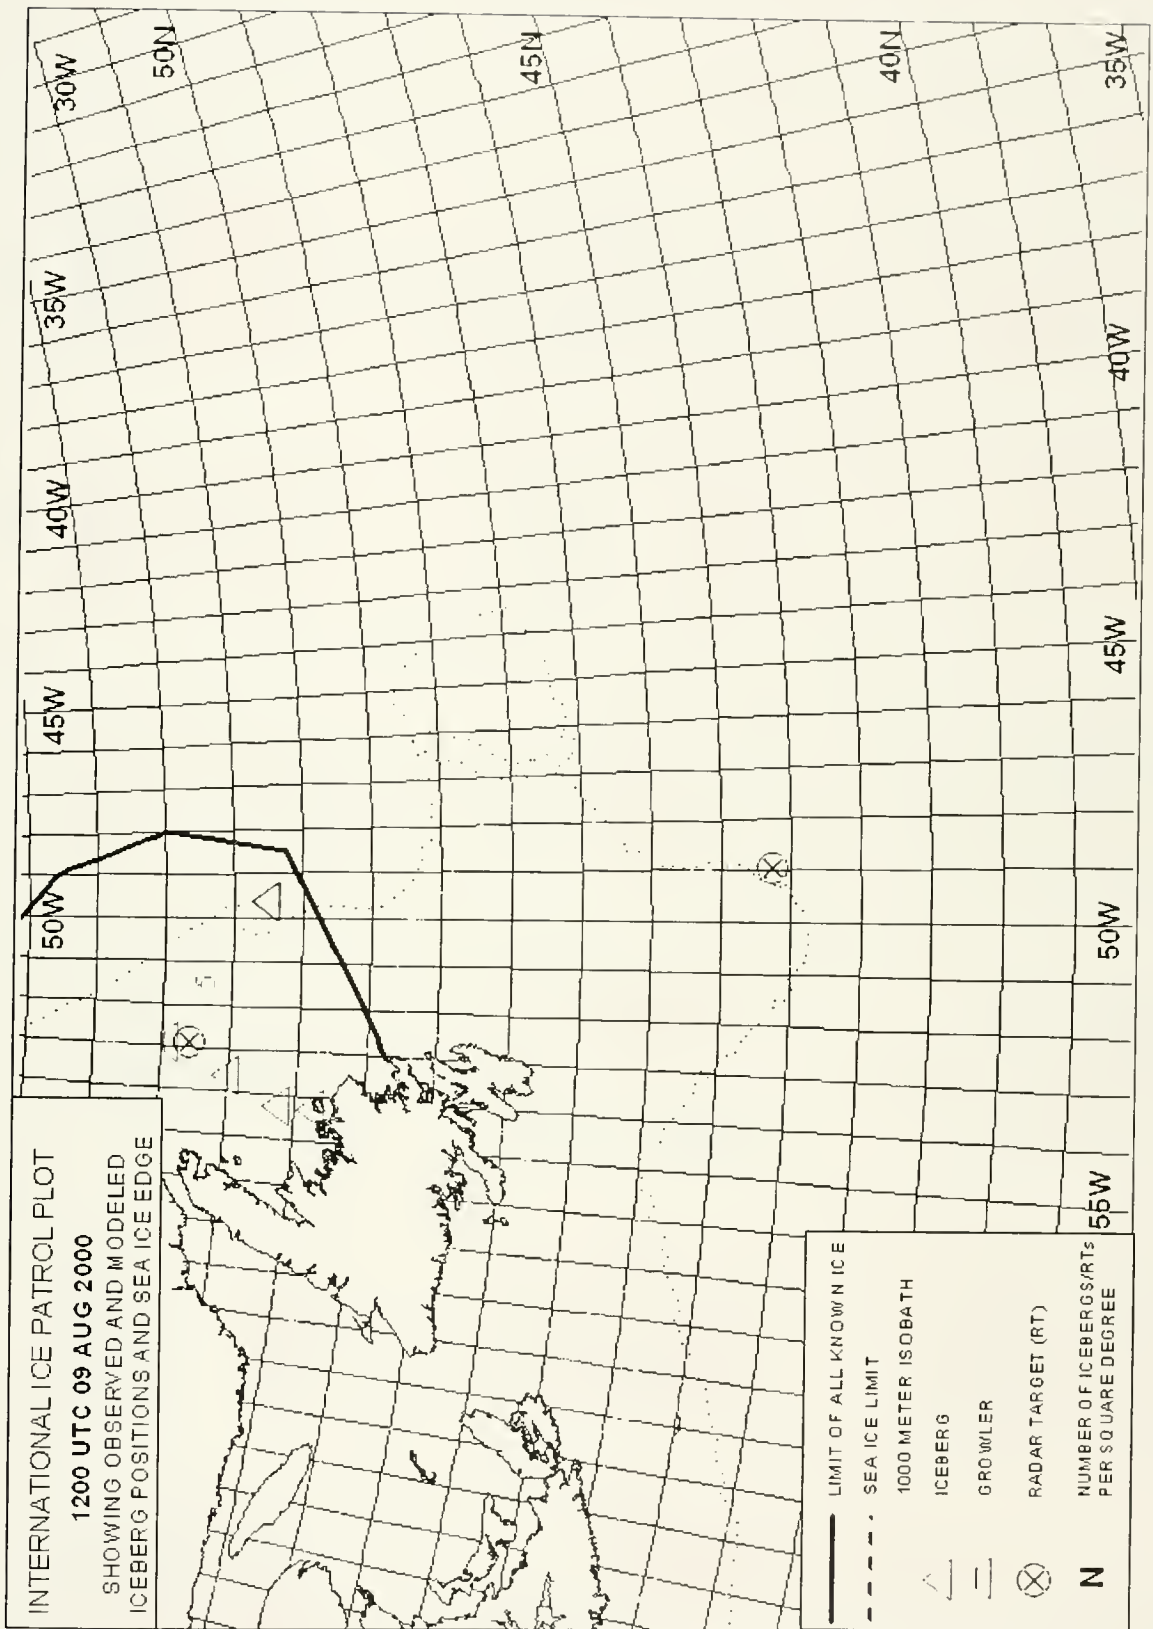 INTERNATIONAL ICE PATROL PLOT
1200 UTC 09 AUG 2000
SHOWING OBSERVED AND MODELED
ICEBERG POSITIONS AND SEA ICE EDGE
50W
45W
40W
35W
30W
50N
45N
40N
35W
40W
45W
50W
55W
5
LIMIT OF ALL KNOWN ICE
SEA ICE LIMIT
1000 METER ISOBATH
ICEBERG
GROWLER
RADAR TARGET (RT)
N NUMBER OF ICEBERGS/RTs
PER SQUARE DEGREE